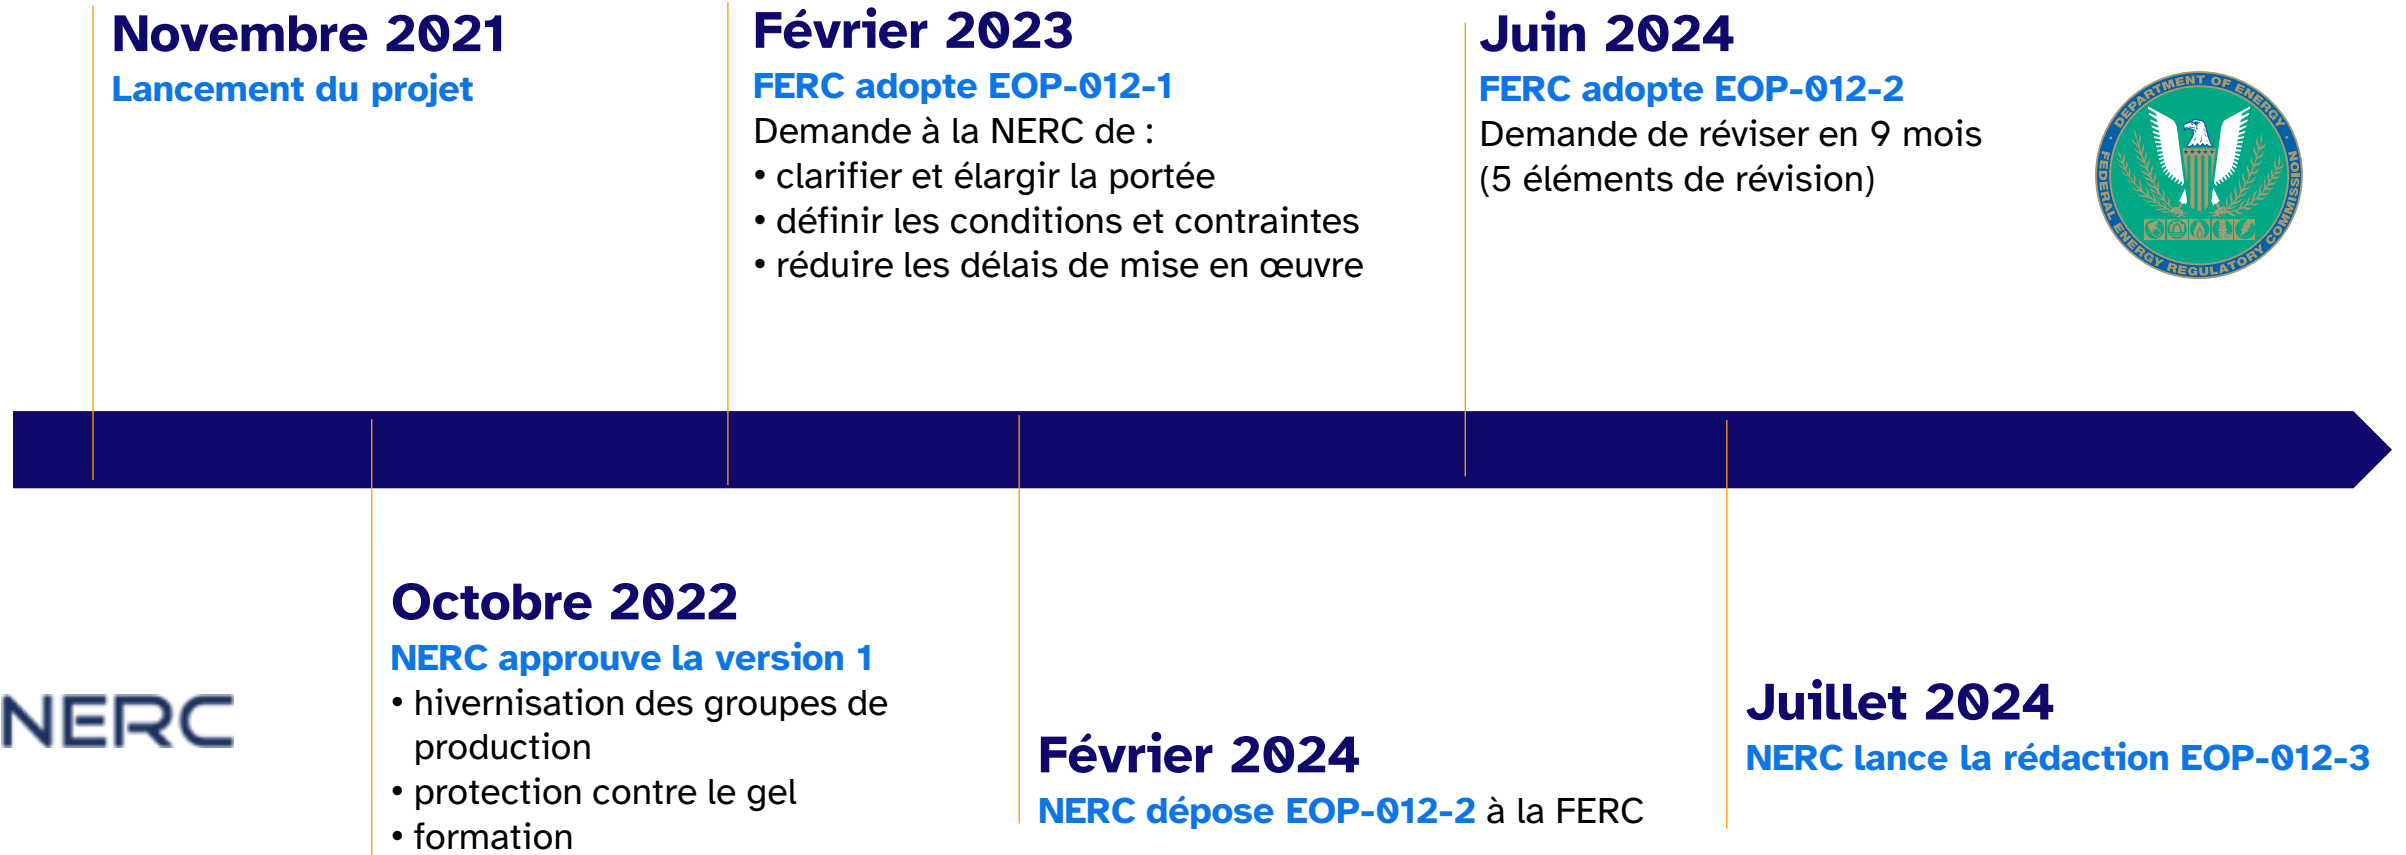 Novembre 2021
Lancement du projet
Février 2023
FERC adopte EOP-012-1
Demande à la NERC de :
• clarifier et élargir la portée
• définir les conditions et contraintes
• réduire les délais de mise en œuvre
Juin 2024
FERC adopte EOP-012-2
Demande de réviser en 9 mois
(5 éléments de révision)
DEPARTMENT OF ENERGY
FEDERAL ENERGY REGULATORY COMMISSION
Octobre 2022
NERC approuve la version 1
• hivernisation des groupes de
production
• protection contre le gel
• formation
NERC
Février 2024
NERC dépose EOP-012-2 à la FERC
Juillet 2024
NERC lance la rédaction EOP-012-3